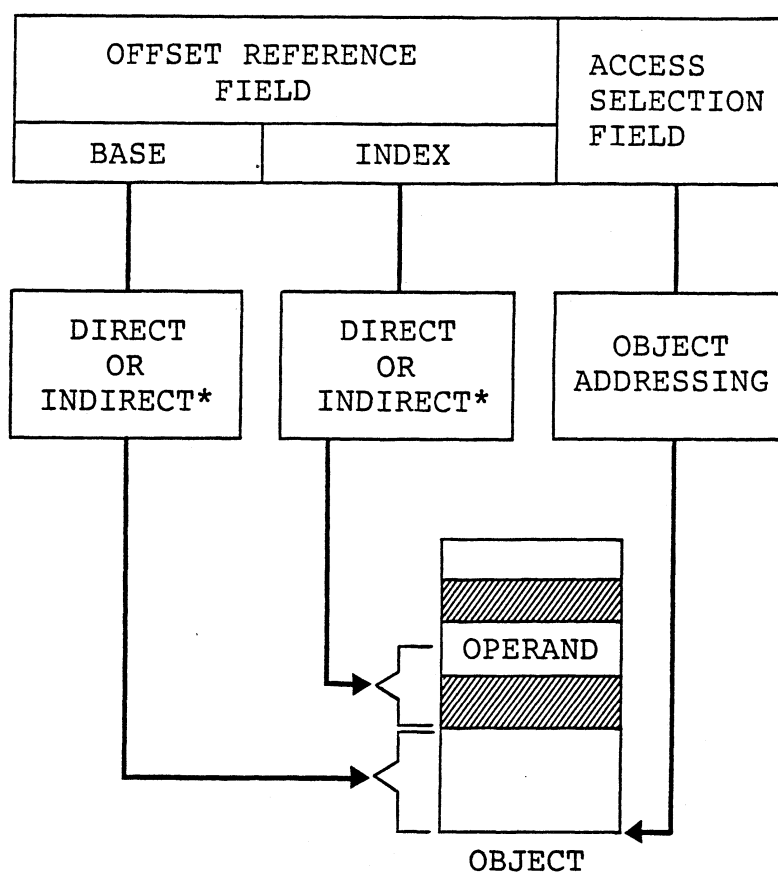 OFFSET REFERENCE
FIELD
ACCESS
SELECTION
FIELD
BASE
INDEX
DIRECT
OR
INDIRECT*
DIRECT
OR
INDIRECT*
OBJECT
ADDRESSING
OPERAND
OBJECT